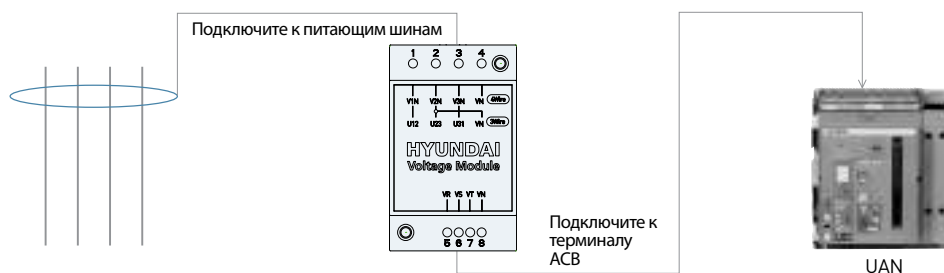 Подключите к питающим шинам
1 2 3 4
V1N V2N V3N VN 4Wire
U12 U23 U31 VN 3Wire
HYUNDAI
Voltage Module
VR VS VT VN
5 6 7 8
Подключите к
терминалу
ACB
UAN